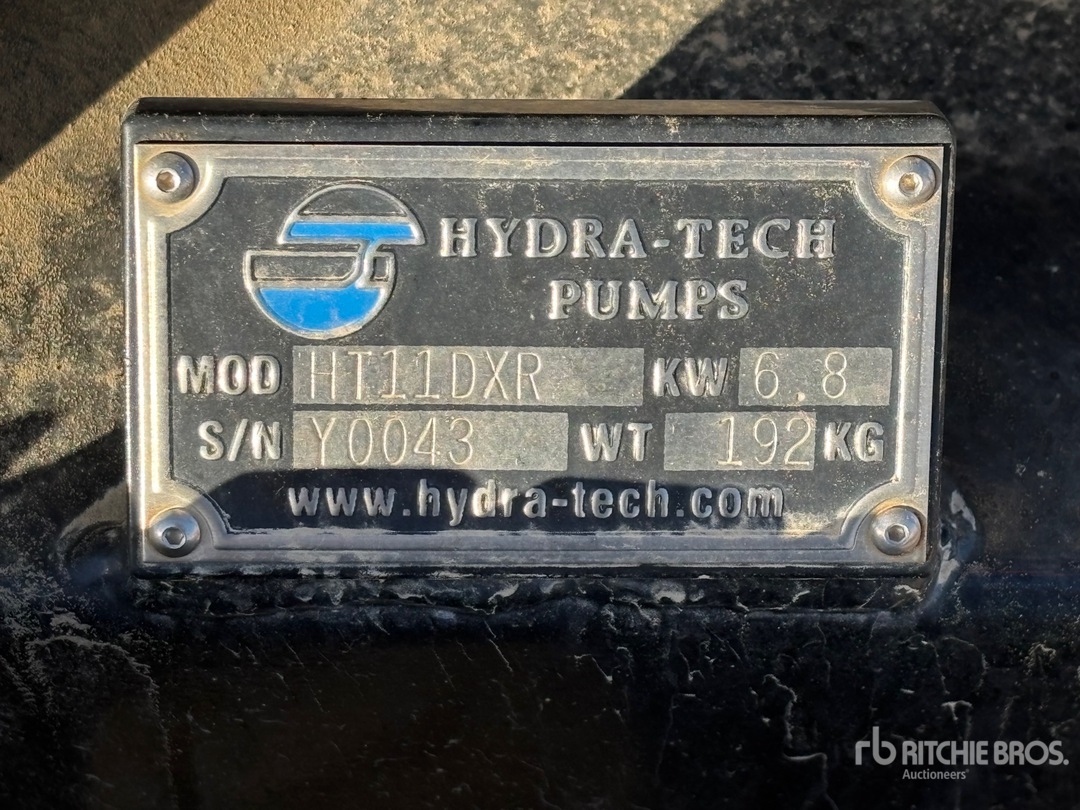 HYDRA-TECH
PUMPS
MOD HT11DXR KW 6.8
S/N Y0043 WT 192 KG
www.hydra-tech.com
rb RITCHIE BROS.
Auctioneers